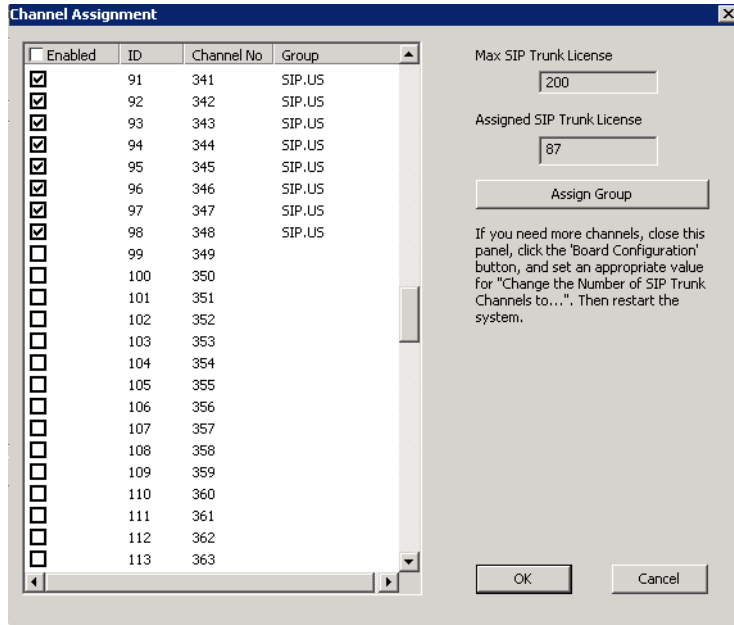 Channel Assignment
Enabled ID Channel No Group
91 341 SIP.US
92 342 SIP.US
93 343 SIP.US
94 344 SIP.US
95 345 SIP.US
96 346 SIP.US
97 347 SIP.US
98 348 SIP.US
99 349
100 350
101 351
102 352
103 353
104 354
105 355
106 356
107 357
108 358
109 359
110 360
111 361
112 362
113 363
Max SIP Trunk License
200
Assigned SIP Trunk License
87
Assign Group
If you need more channels, close this
panel, click the 'Board Configuration'
button, and set an appropriate value
for "Change the Number of SIP Trunk
Channels to...". Then restart the
system.
OK Cancel